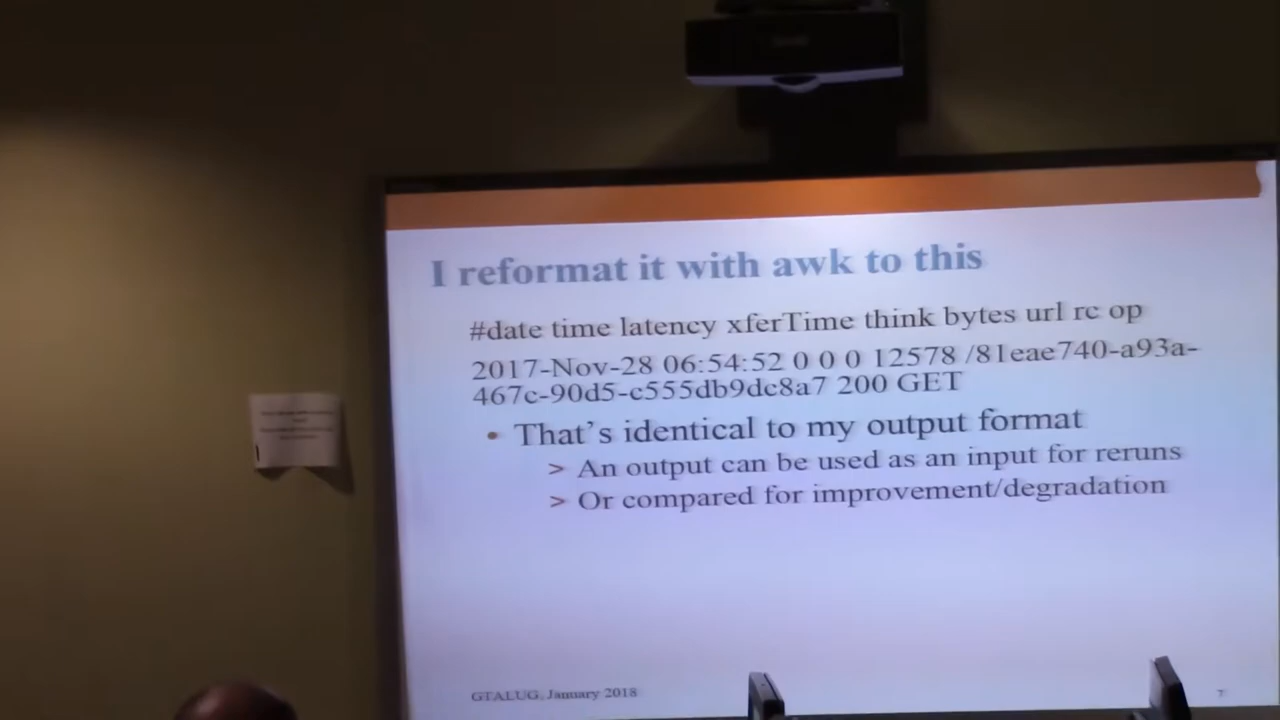 I reformat it with awk to this
#date time latency xferTime think bytes url rc op
2017-Nov-28 06:54:52 0 0 0 12578 /81eae740-a93a-
467c-90d5-c555db9dc8a7 200 GET
• That’s identical to my output format
> An output can be used as an input for reruns
> Or compared for improvement/degradation
GTALUG, January 2018
7